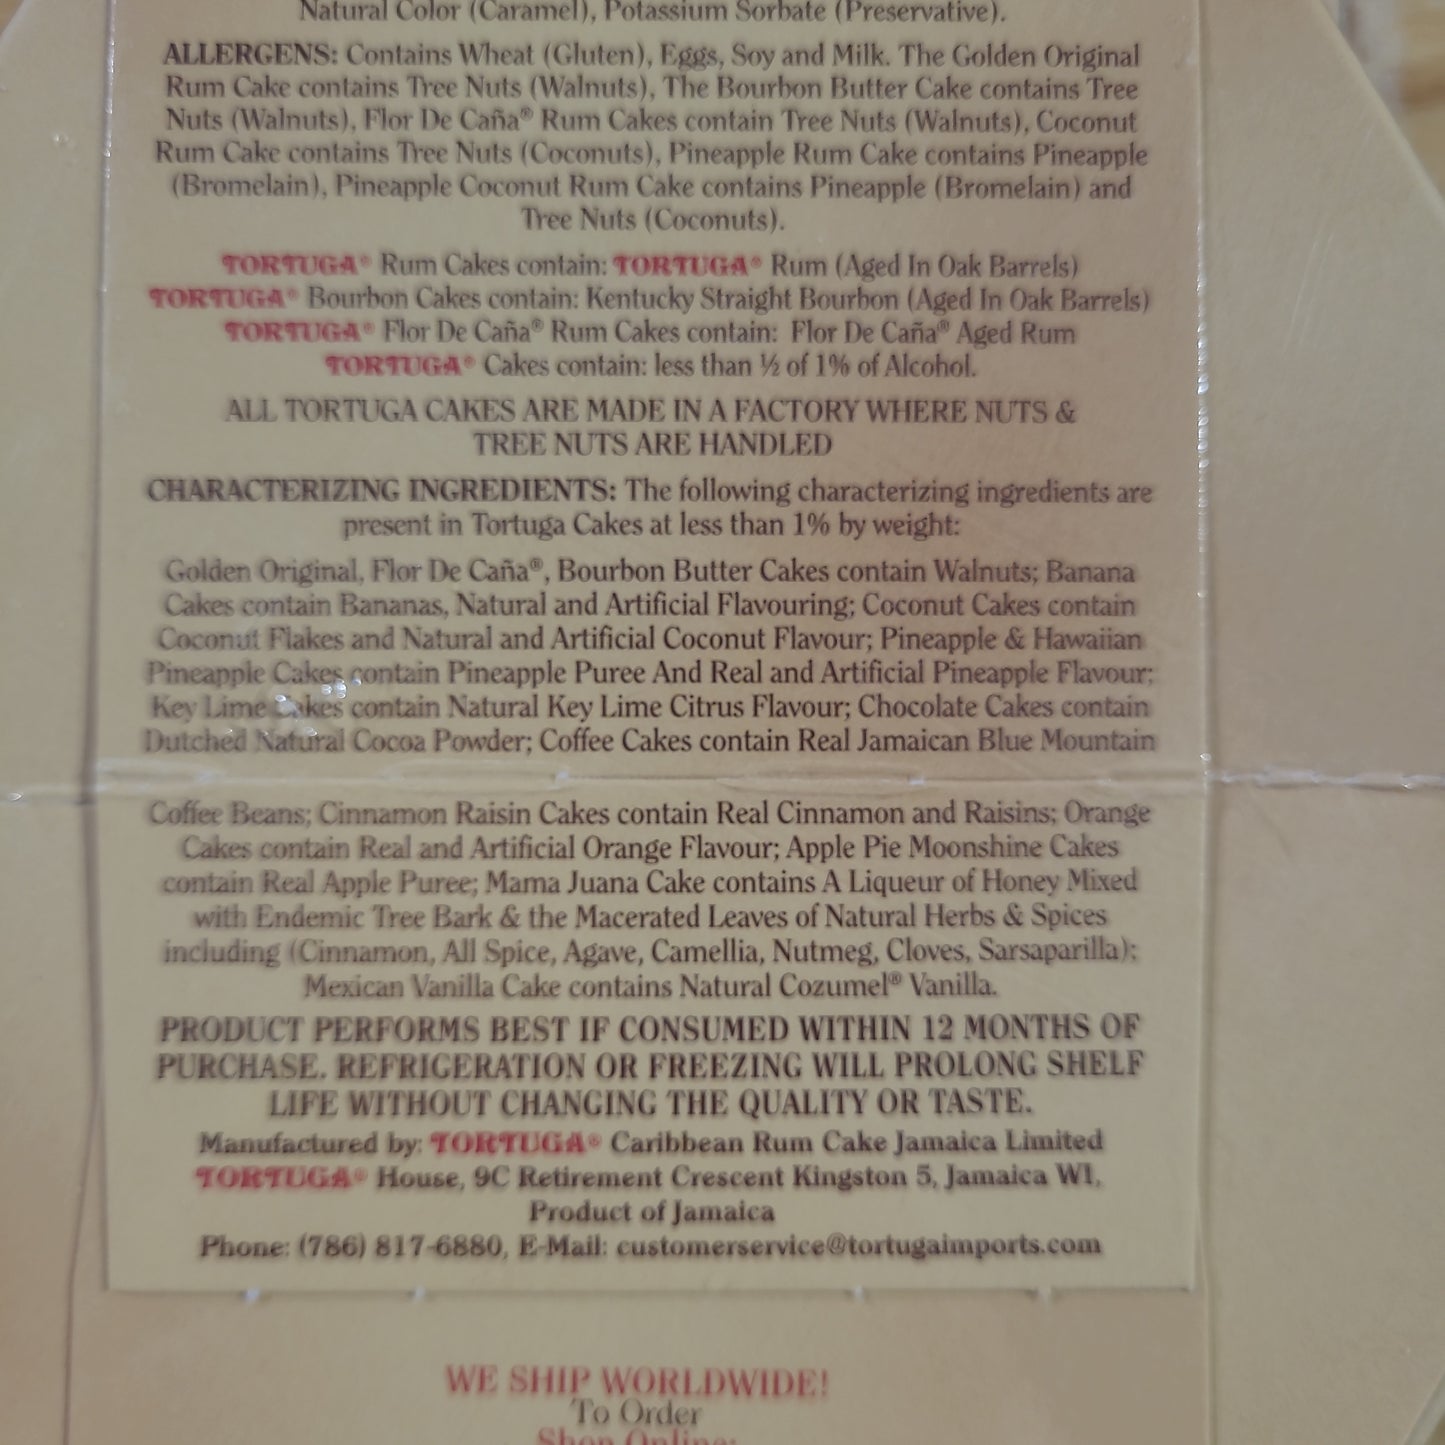 Natural Color (Caramel), Potassium Sorbate (Preservative).
ALLERGENS: Contains Wheat (Gluten), Eggs, Soy and Milk. The Golden Original
Rum Cake contains Tree Nuts (Walnuts), The Bourbon Butter Cake contains Tree
Nuts (Walnuts), Flor De Caña® Rum Cakes contain Tree Nuts (Walnuts), Coconut
Rum Cake contains Tree Nuts (Coconuts), Pineapple Rum Cake contains Pineapple
(Bromelain), Pineapple Coconut Rum Cake contains Pineapple (Bromelain) and
Tree Nuts (Coconuts).
TORTUGA® Rum Cakes contain: TORTUGA® Rum (Aged In Oak Barrels)
TORTUGA® Bourbon Cakes contain: Kentucky Straight Bourbon (Aged In Oak Barrels)
TORTUGA® Flor De Caña® Rum Cakes contain: Flor De Caña® Aged Rum
TORTUGA® Cakes contain: less than ½ of 1% of Alcohol.
ALL TORTUGA CAKES ARE MADE IN A FACTORY WHERE NUTS &
TREE NUTS ARE HANDLED
CHARACTERIZING INGREDIENTS: The following characterizing ingredients are
present in Tortuga Cakes at less than 1% by weight:
Golden Original, Flor De Caña®, Bourbon Butter Cakes contain Walnuts; Banana
Cakes contain Bananas, Natural and Artificial Flavouring; Coconut Cakes contain
Coconut Flakes and Natural and Artificial Coconut Flavour; Pineapple & Hawaiian
Pineapple Cakes contain Pineapple Puree And Real and Artificial Pineapple Flavour;
Key Lime Cakes contain Natural Key Lime Citrus Flavour; Chocolate Cakes contain
Dutched Natural Cocoa Powder; Coffee Cakes contain Real Jamaican Blue Mountain
Coffee Beans; Cinnamon Raisin Cakes contain Real Cinnamon and Raisins; Orange
Cakes contain Real and Artificial Orange Flavour; Apple Pie Moonshine Cakes
contain Real Apple Puree; Mama Juana Cake contains A Liqueur of Honey Mixed
with Endemic Tree Bark & the Macerated Leaves of Natural Herbs & Spices
including (Cinnamon, All Spice, Agave, Camellia, Nutmeg, Cloves, Sarsaparilla);
Mexican Vanilla Cake contains Natural Cozumel® Vanilla.
PRODUCT PERFORMS BEST IF CONSUMED WITHIN 12 MONTHS OF
PURCHASE. REFRIGERATION OR FREEZING WILL PROLONG SHELF
LIFE WITHOUT CHANGING THE QUALITY OR TASTE.
Manufactured by: TORTUGA® Caribbean Rum Cake Jamaica Limited
TORTUGA® House, 9C Retirement Crescent Kingston 5, Jamaica WI,
Product of Jamaica
Phone: (786) 817-6880, E-Mail: customerservice@tortugaimports.com
WE SHIP WORLDWIDE!
To Order
Shop Online: